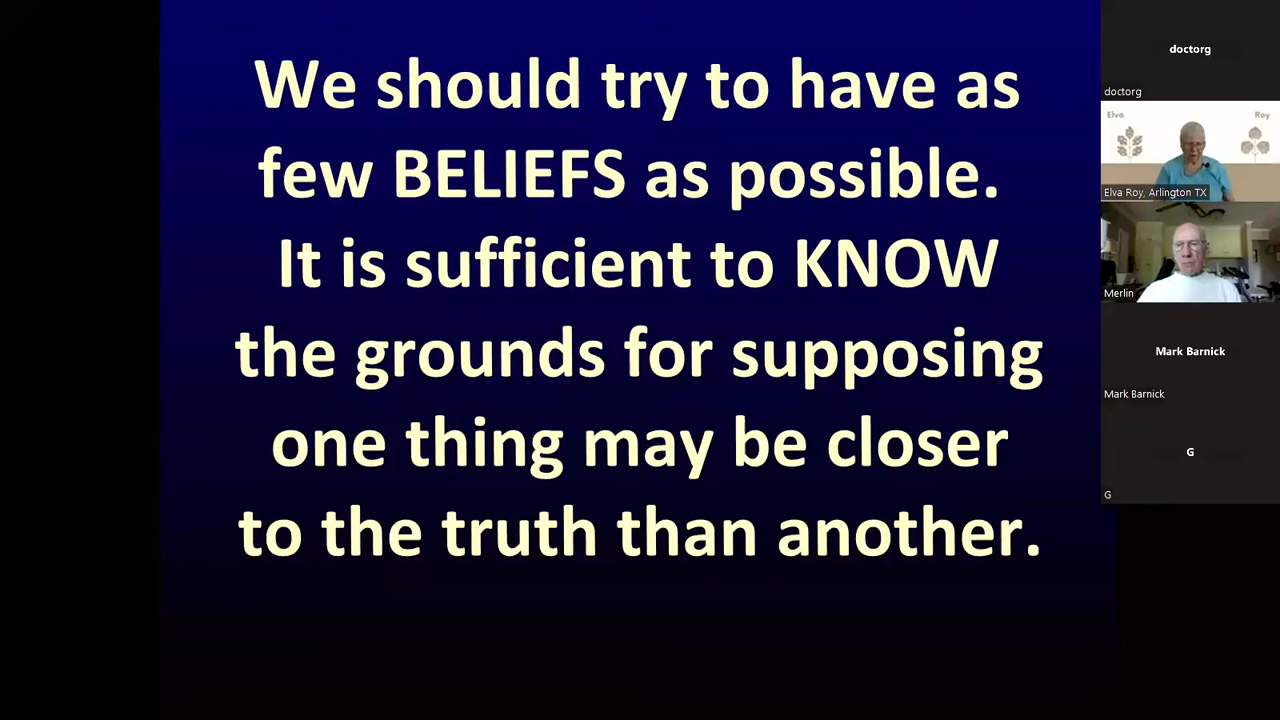 We should try to have as
few BELIEFS as possible.
It is sufficient to KNOW
the grounds for supposing
one thing may be closer
to the truth than another.
doctorg
doctorg
Elva Roy
Elva Roy, Arlington TX
Merlin
Mark Barnick
Mark Barnick
G
G